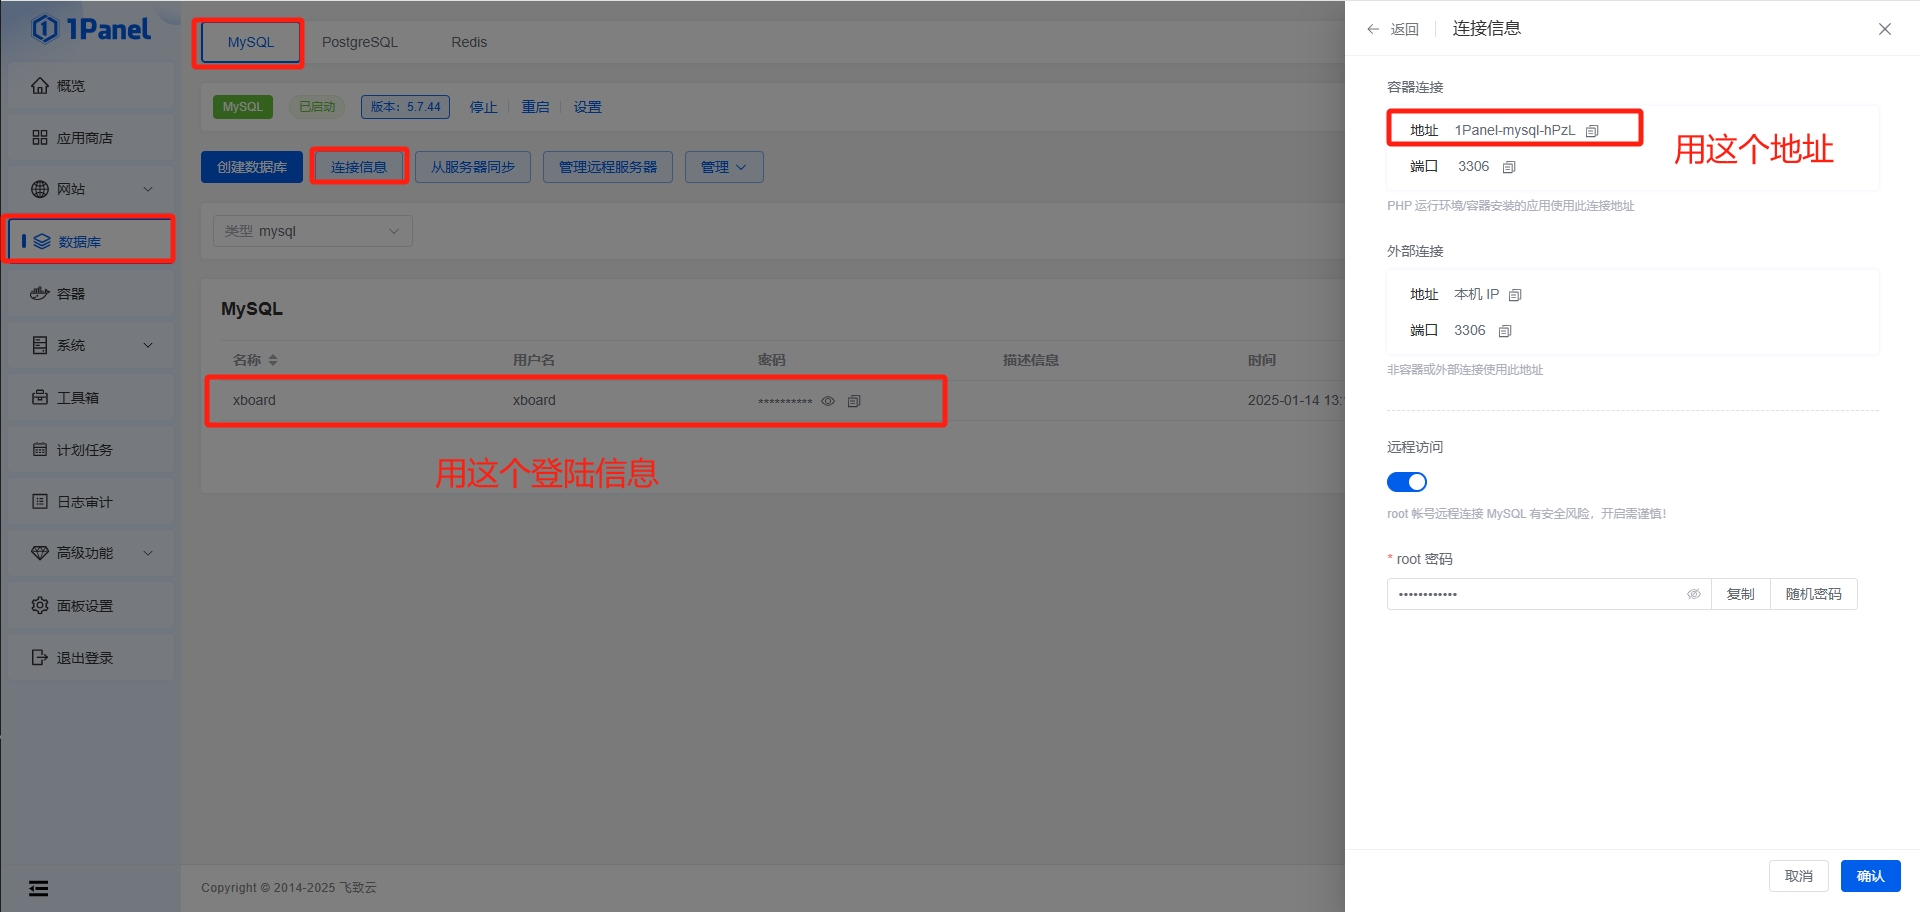 1Panel
概览
应用商店
网站
数据库
容器
系统
工具箱
计划任务
日志审计
高级功能
面板设置
退出登录
MySQL PostgreSQL Redis
MySQL 已启动 版本：5.7.44 停止 重启 设置
创建数据库 连接信息 从服务器同步 管理远程服务器 管理
类型 mysql
MySQL
名称 用户名 密码 描述信息 时间
xboard xboard ********** 2025-01-14 13:
用这个登陆信息
Copyright © 2014-2025 飞致云
返回 连接信息
容器连接
地址 1Panel-mysql-hPzL
用这个地址
端口 3306
PHP 运行环境/容器安装的应用使用此连接地址
外部连接
地址 本机 IP
端口 3306
非容器或外部连接使用此地址
远程访问
root 帐号远程连接 MySQL 有安全风险，开启需谨慎！
* root 密码
•••••••••••• 复制 随机密码
取消 确认